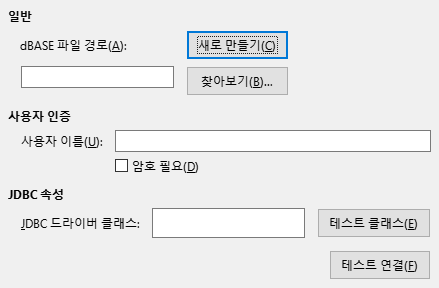 일반
dBASE 파일 경로(A):
새로 만들기(C)
찾아보기(B)...
사용자 인증
사용자 이름(U):
암호 필요(D)
JDBC 속성
JDBC 드라이버 클래스:
테스트 클래스(E)
테스트 연결(F)